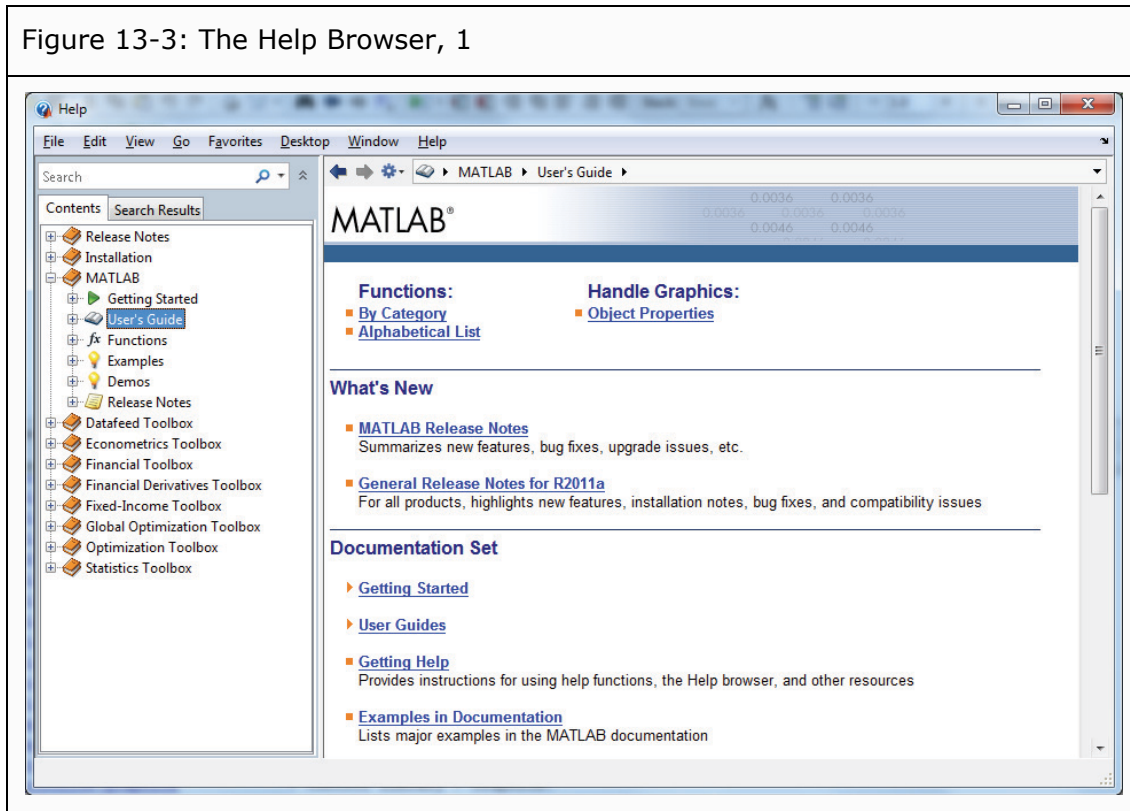 Figure 13-3: The Help Browser, 1
Help
File Edit View Go Favorites Desktop Window Help
Search
MATLAB ▸ User's Guide ▸
Contents Search Results
Release Notes
Installation
MATLAB
Getting Started
User's Guide
fx Functions
Examples
Demos
Release Notes
Datafeed Toolbox
Econometrics Toolbox
Financial Toolbox
Financial Derivatives Toolbox
Fixed-Income Toolbox
Global Optimization Toolbox
Optimization Toolbox
Statistics Toolbox
MATLAB®
0.0036 0.0036
0.0036 0.0036 0.0036
0.0046 0.0046
Functions:
By Category
Alphabetical List
Handle Graphics:
Object Properties
What's New
MATLAB Release Notes
Summarizes new features, bug fixes, upgrade issues, etc.
General Release Notes for R2011a
For all products, highlights new features, installation notes, bug fixes, and compatibility issues
Documentation Set
Getting Started
User Guides
Getting Help
Provides instructions for using help functions, the Help browser, and other resources
Examples in Documentation
Lists major examples in the MATLAB documentation